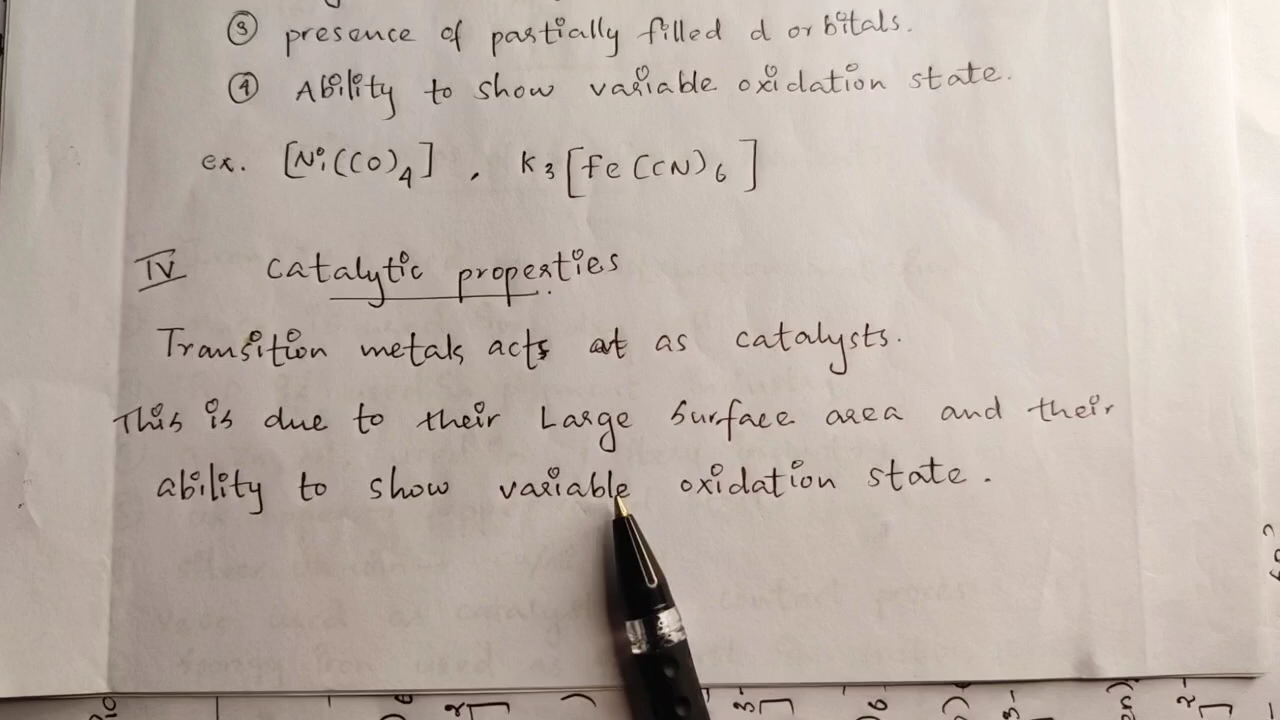 ③ presence of partially filled d orbitals.
④ Ability to show variable oxidation state.
ex. [Ni(CO)4] , K3[Fe(CN)6]
IV Catalytic properties
Transition metals acts at as catalysts.
This is due to their Large Surface area and their
ability to show variable oxidation state.